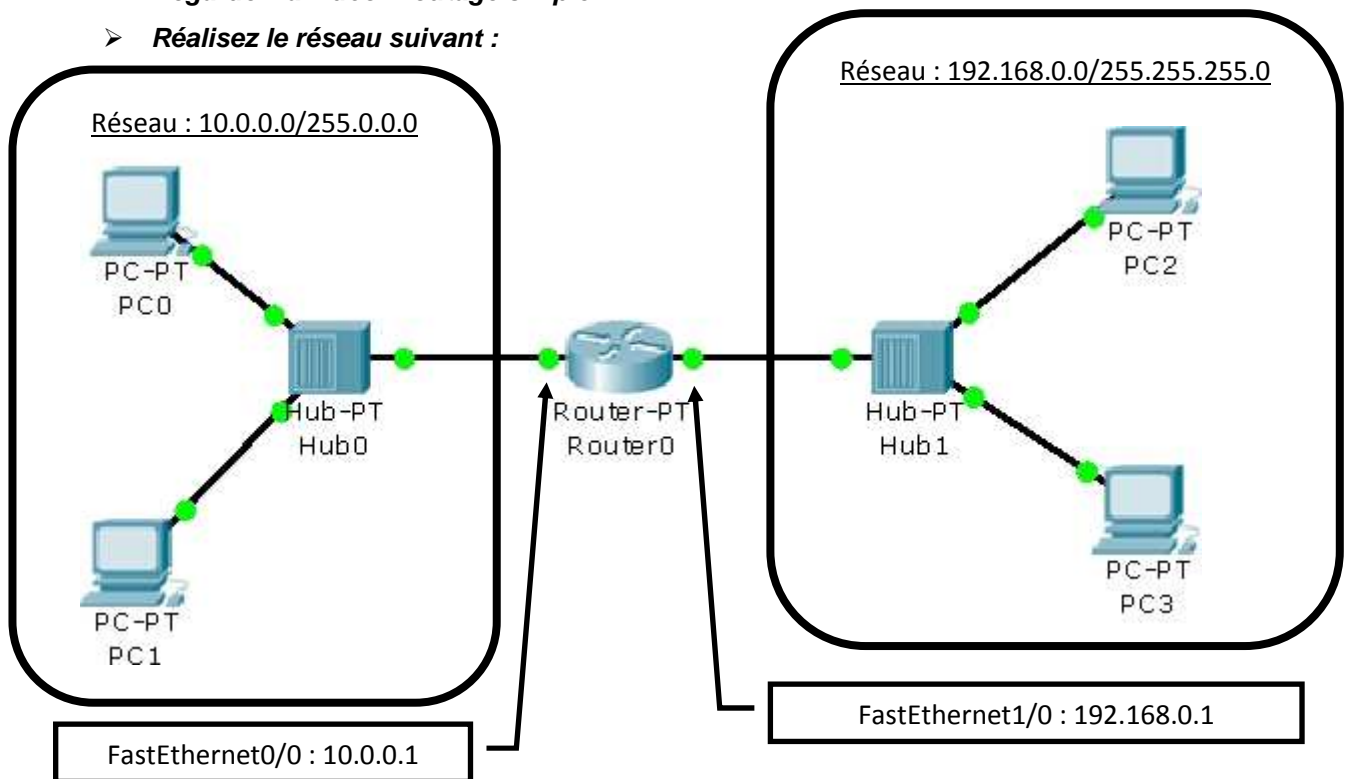 ➢ Réalisez le réseau suivant :
Réseau : 10.0.0.0/255.0.0.0
Réseau : 192.168.0.0/255.255.255.0
PC-PT
PC0
PC-PT
PC2
Hub-PT
Hub0
Router-PT
Router0
Hub-PT
Hub1
PC-PT
PC1
PC-PT
PC3
FastEthernet0/0 : 10.0.0.1
FastEthernet1/0 : 192.168.0.1